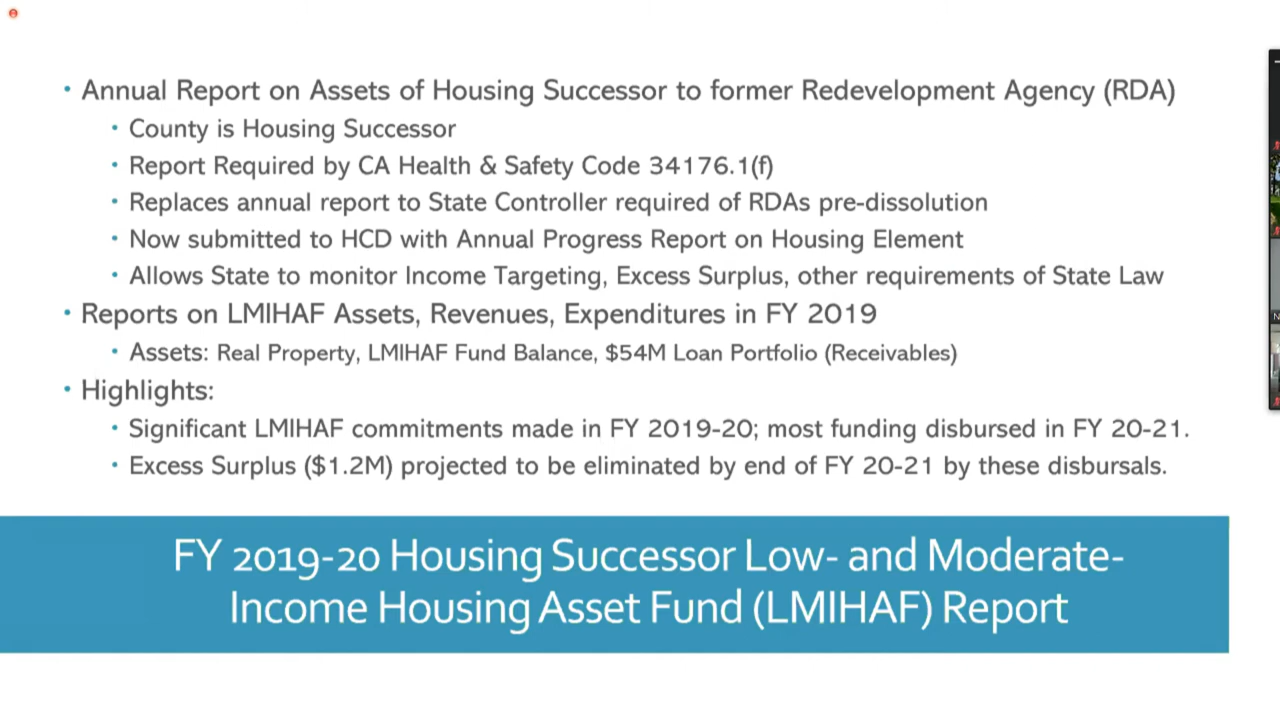 • Annual Report on Assets of Housing Successor to former Redevelopment Agency (RDA)
• County is Housing Successor
• Report Required by CA Health & Safety Code 34176.1(f)
• Replaces annual report to State Controller required of RDAs pre-dissolution
• Now submitted to HCD with Annual Progress Report on Housing Element
• Allows State to monitor Income Targeting, Excess Surplus, other requirements of State Law
• Reports on LMIHAF Assets, Revenues, Expenditures in FY 2019
• Assets: Real Property, LMIHAF Fund Balance, $54M Loan Portfolio (Receivables)
• Highlights:
• Significant LMIHAF commitments made in FY 2019-20; most funding disbursed in FY 20-21.
• Excess Surplus ($1.2M) projected to be eliminated by end of FY 20-21 by these disbursals.
FY 2019-20 Housing Successor Low- and Moderate-
Income Housing Asset Fund (LMIHAF) Report